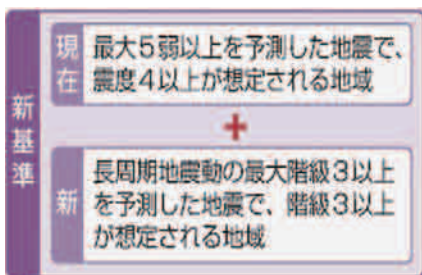 新基準
現在
最大5弱以上を予測した地震で、
震度4以上が想定される地域
+
新
長周期地震動の最大階級3以上
を予測した地震で、階級3以上
が想定される地域